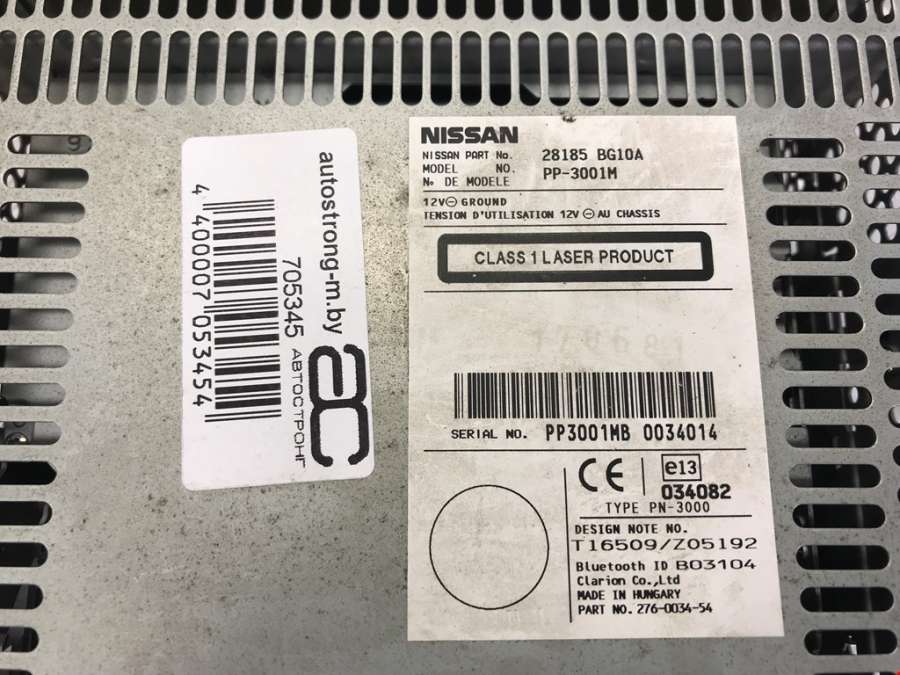 autostrong-m.by
705345 АВТОСТРОНГ
ac
4 400007 053454
NISSAN
NISSAN PART No. 28185 BG10A
MODEL NO. PP-3001M
No DE MODELE
12V⊖ GROUND
TENSION D'UTILISATION 12V ⊖ AU CHASSIS
CLASS 1 LASER PRODUCT
SERIAL NO. PP3001MB 0034014
CE e13
034082
TYPE PN-3000
DESIGN NOTE NO.
T16509/Z05192
Bluetooth ID B03104
Clarion Co.,Ltd
MADE IN HUNGARY
PART NO. 276-0034-54